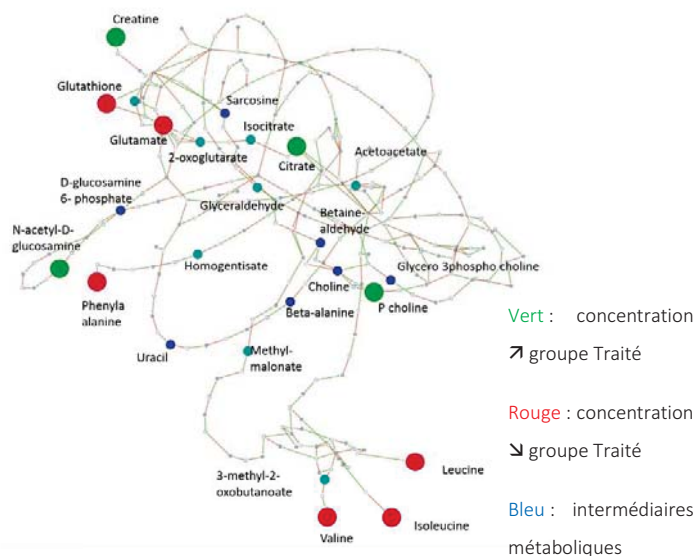 Creatine
Glutathione
Sarcosine
Glutamate
Isocitrate
2-oxoglutarate
Citrate
Acetoacetate
D-glucosamine
6- phosphate
Glyceraldehyde
Betaine-
aldehyde
N-acetyl-D-
glucosamine
Homogentisate
Glycero 3phospho choline
Choline
Phenyla
alanine
Beta-alanine
P choline
Uracil
Methyl-
malonate
3-methyl-2-
oxobutanoate
Leucine
Isoleucine
Valine
Vert : concentration
↗ groupe Traité
Rouge : concentration
↘ groupe Traité
Bleu : intermédiaires
métaboliques